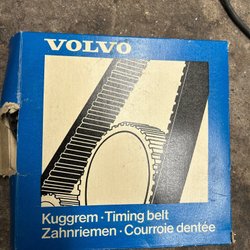 VOLVO
Kuggrem · Timing belt
Zahnriemen · Courroie dentée